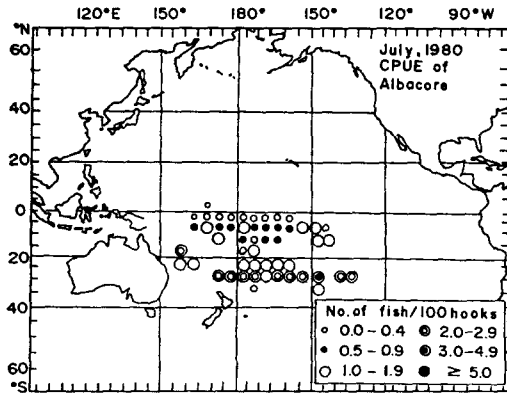 120°E 150° 180° 150° 120° 90°W
°N
60
40
20
0
20
40
60
°S
July, 1980
CPUE of
Albacore
No. of fish/100 hooks
0.0 - 0.4 2.0 - 2.9
0.5 - 0.9 3.0 - 4.9
1.0 - 1.9 ≥ 5.0